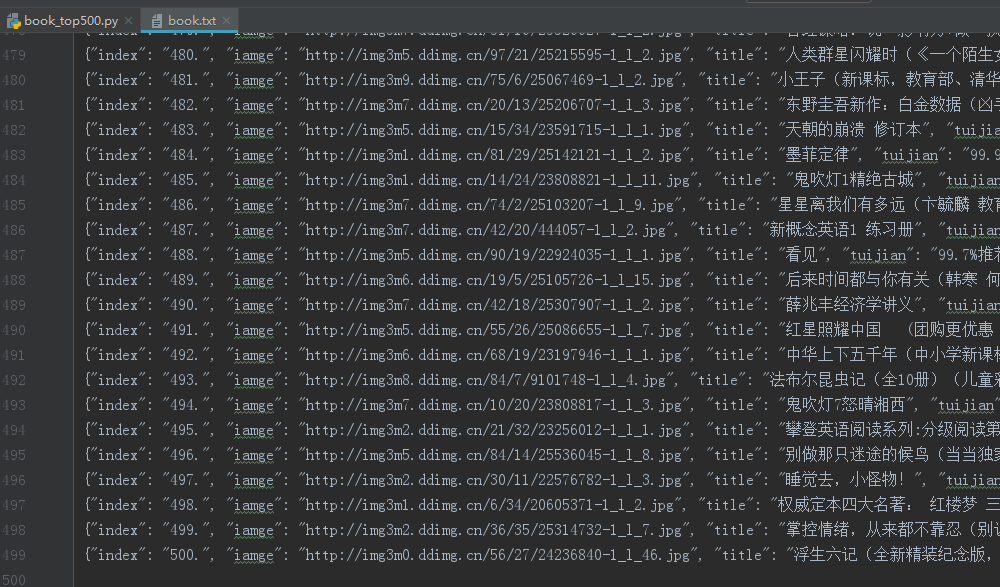 book_top500.py
book.txt
479 {"index": "480.", "iamge": "http://img3m5.ddimg.cn/97/21/25215595-1_l_2.jpg", "title": "人类群星闪耀时（《一个陌生
480 {"index": "481.", "iamge": "http://img3m9.ddimg.cn/75/6/25067469-1_l_2.jpg", "title": "小王子（新课标，教育部、清华
481 {"index": "482.", "iamge": "http://img3m7.ddimg.cn/20/13/25206707-1_l_3.jpg", "title": "东野圭吾新作：白金数据（凶手
482 {"index": "483.", "iamge": "http://img3m5.ddimg.cn/15/34/23591715-1_l_1.jpg", "title": "天朝的崩溃 修订本", "tuijian
483 {"index": "484.", "iamge": "http://img3m1.ddimg.cn/81/29/25142121-1_l_2.jpg", "title": "墨菲定律", "tuijian": "99.9
484 {"index": "485.", "iamge": "http://img3m1.ddimg.cn/14/24/23808821-1_l_11.jpg", "title": "鬼吹灯1精绝古城", "tuijian
485 {"index": "486.", "iamge": "http://img3m7.ddimg.cn/74/2/25103207-1_l_9.jpg", "title": "星星离我们有多远（卞毓麟 教育
486 {"index": "487.", "iamge": "http://img3m7.ddimg.cn/42/20/444057-1_l_2.jpg", "title": "新概念英语1 练习册", "tuijian
487 {"index": "488.", "iamge": "http://img3m5.ddimg.cn/90/19/22924035-1_l_1.jpg", "title": "看见", "tuijian": "99.7%推荐
488 {"index": "489.", "iamge": "http://img3m6.ddimg.cn/19/5/25105726-1_l_15.jpg", "title": "后来时间都与你有关（韩寒 何
489 {"index": "490.", "iamge": "http://img3m7.ddimg.cn/42/18/25307907-1_l_2.jpg", "title": "薛兆丰经济学讲义", "tuijian
490 {"index": "491.", "iamge": "http://img3m5.ddimg.cn/55/26/25086655-1_l_7.jpg", "title": "红星照耀中国 （团购更优惠
491 {"index": "492.", "iamge": "http://img3m6.ddimg.cn/68/19/23197946-1_l_1.jpg", "title": "中华上下五千年（中小学新课标
492 {"index": "493.", "iamge": "http://img3m8.ddimg.cn/84/7/9101748-1_l_4.jpg", "title": "法布尔昆虫记（全10册）（儿童彩
493 {"index": "494.", "iamge": "http://img3m7.ddimg.cn/10/20/23808817-1_l_3.jpg", "title": "鬼吹灯7怒晴湘西", "tuijian"
494 {"index": "495.", "iamge": "http://img3m2.ddimg.cn/21/32/23256012-1_l_1.jpg", "title": "攀登英语阅读系列:分级阅读第
495 {"index": "496.", "iamge": "http://img3m5.ddimg.cn/84/14/25536045-1_l_8.jpg", "title": "别做那只迷途的候鸟（当当独家
496 {"index": "497.", "iamge": "http://img3m2.ddimg.cn/30/11/22576782-1_l_3.jpg", "title": "睡觉去，小怪物！", "tuijian
497 {"index": "498.", "iamge": "http://img3m1.ddimg.cn/6/34/20605371-1_l_2.jpg", "title": "权威定本四大名著： 红楼梦 三
498 {"index": "499.", "iamge": "http://img3m2.ddimg.cn/36/35/25314732-1_l_7.jpg", "title": "掌控情绪，从来都不靠忍（别让
499 {"index": "500.", "iamge": "http://img3m0.ddimg.cn/56/27/24236840-1_l_46.jpg", "title": "浮生六记（全新精装纪念版，
500